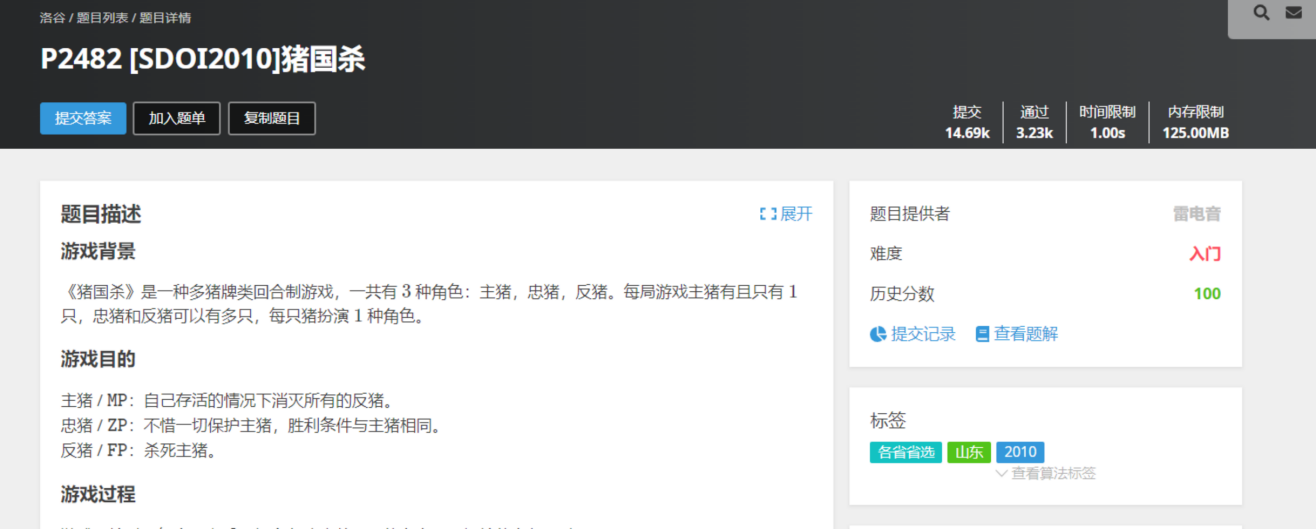 洛谷 / 题目列表 / 题目详情
P2482 [SDOI2010]猪国杀
提交答案 加入题单 复制题目
提交 通过 时间限制 内存限制
14.69k 3.23k 1.00s 125.00MB
题目描述 展开
游戏背景
《猪国杀》是一种多猪牌类回合制游戏，一共有 3 种角色：主猪，忠猪，反猪。每局游戏主猪有且只有 1
只，忠猪和反猪可以有多只，每只猪扮演 1 种角色。
游戏目的
主猪 / MP：自己存活的情况下消灭所有的反猪。
忠猪 / ZP：不惜一切保护主猪，胜利条件与主猪相同。
反猪 / FP：杀死主猪。
游戏过程
题目提供者 雷电音
难度 入门
历史分数 100
提交记录 查看题解
标签
各省省选 山东 2010
查看算法标签